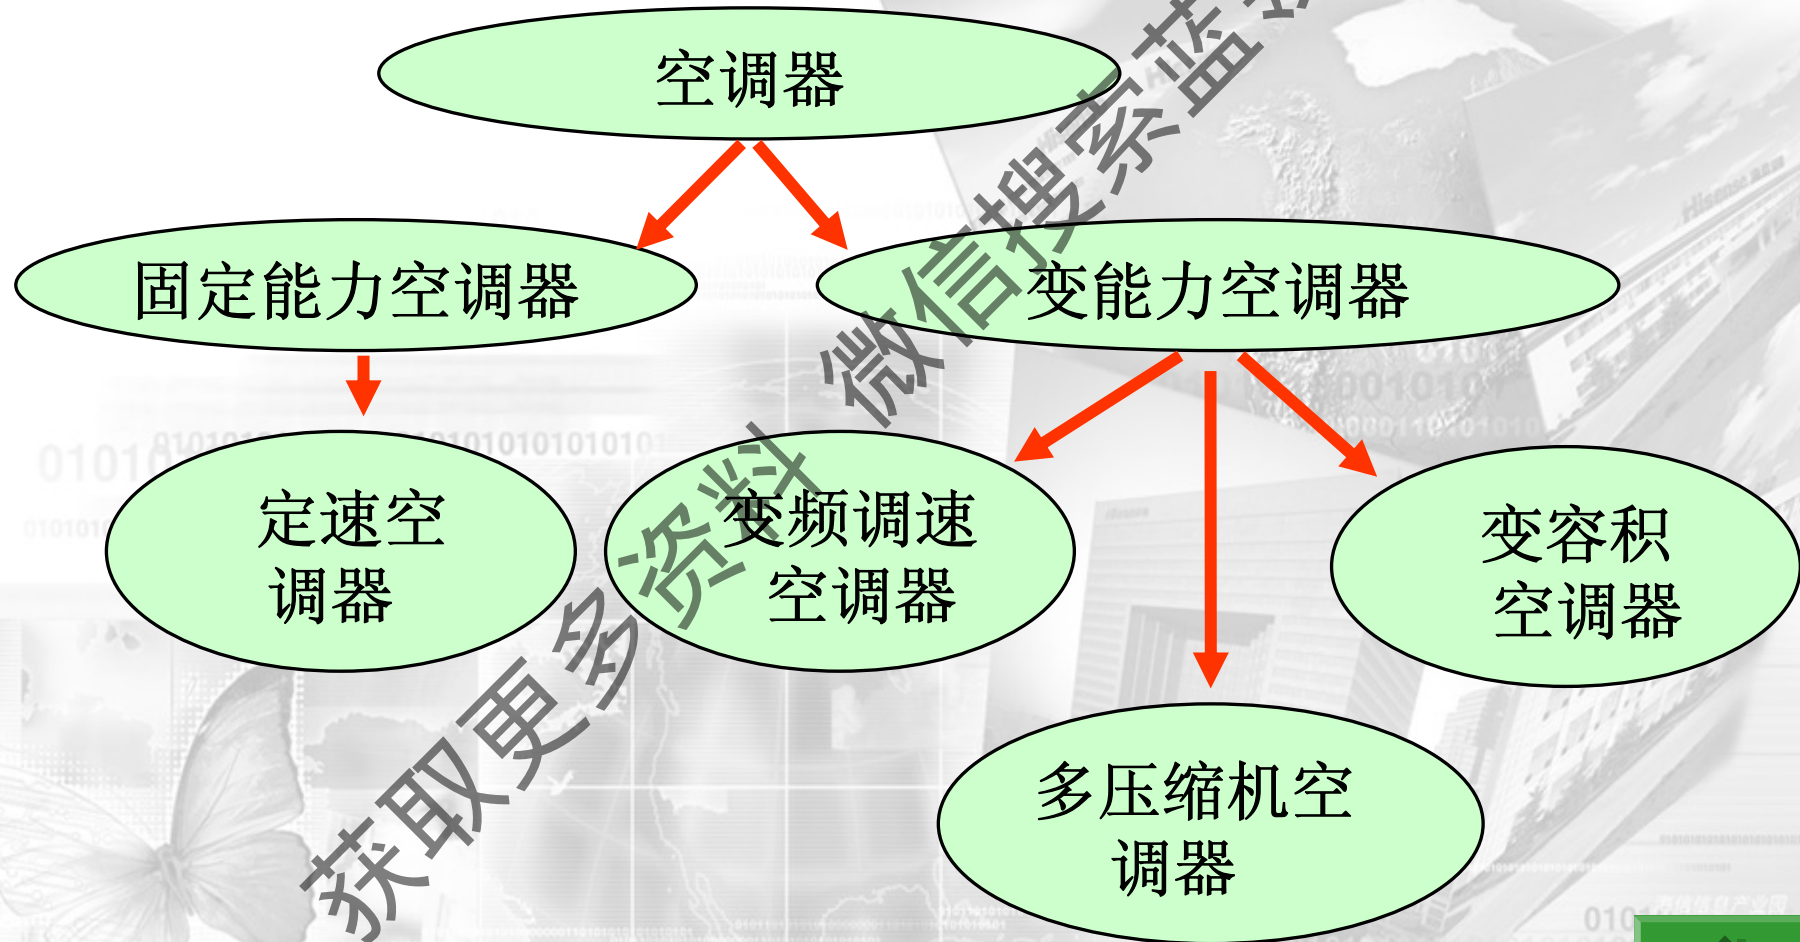 空调器
固定能力空调器
变能力空调器
定速空
调器
变频调速
空调器
变容积
空调器
多压缩机空
调器
获取更多资料 微信搜索蓝
Hisense
010101010101